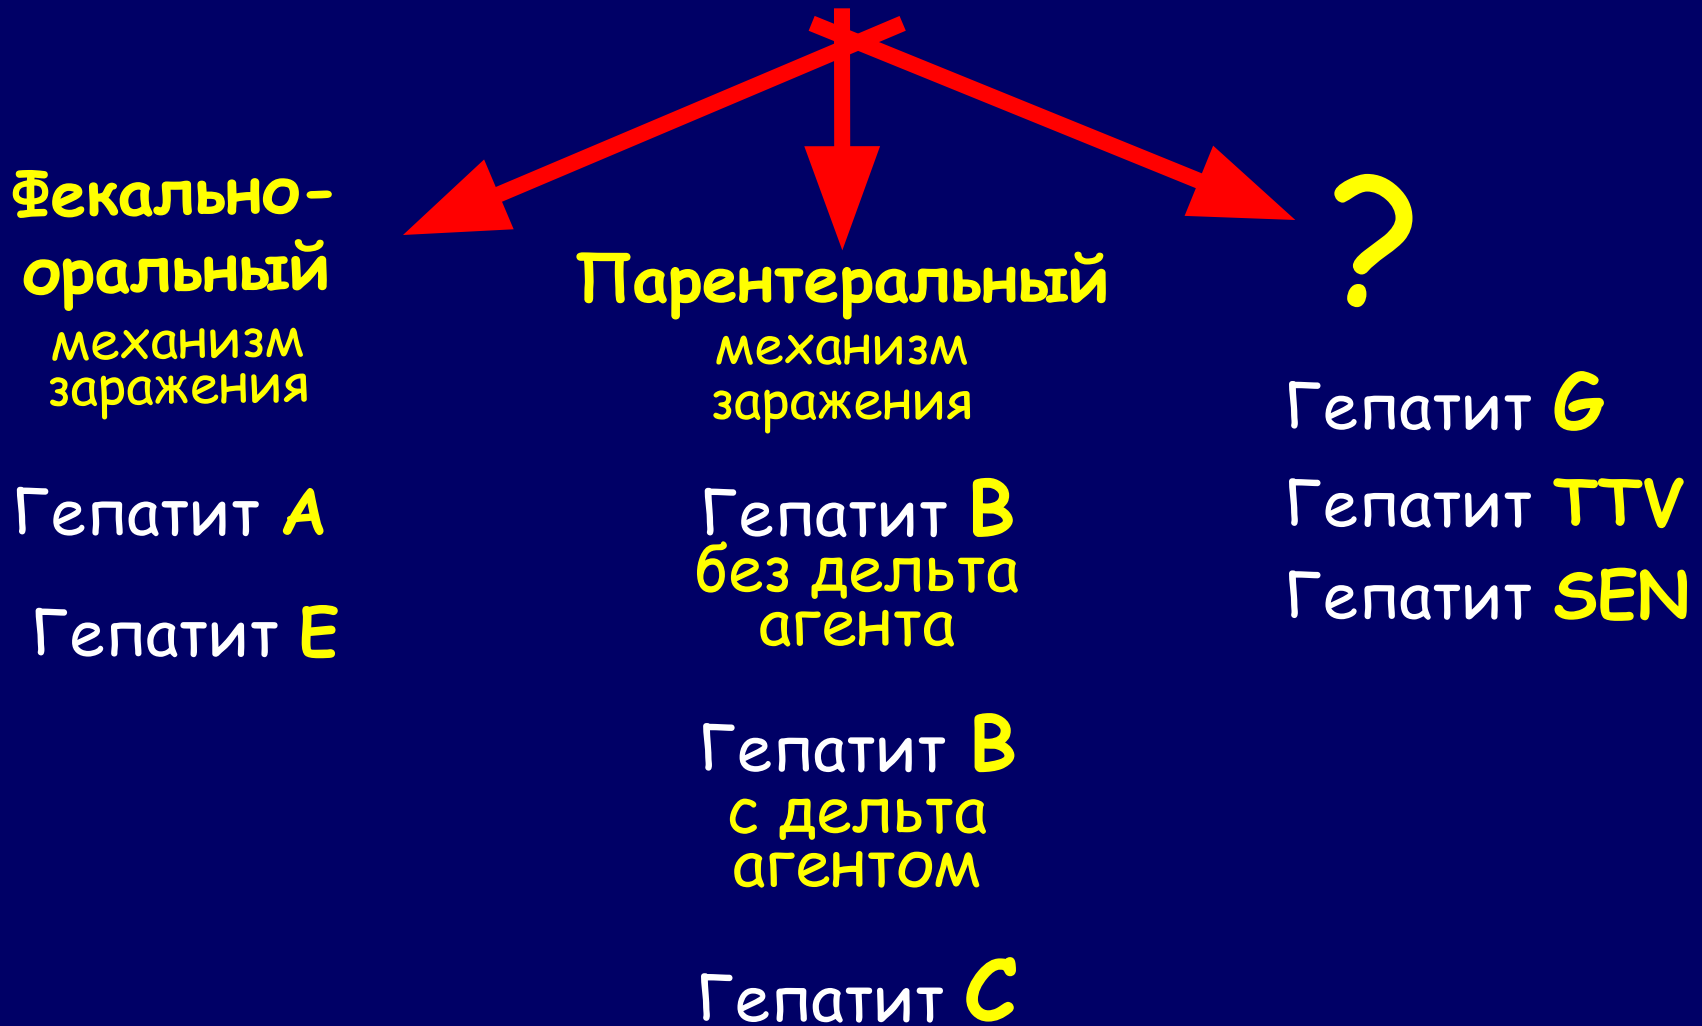 Фекально-
оральный
механизм
заражения
Гепатит A
Гепатит E
Парентеральный
механизм
заражения
Гепатит B
без дельта
агента
Гепатит B
с дельта
агентом
Гепатит C
?
Гепатит G
Гепатит TTV
Гепатит SEN